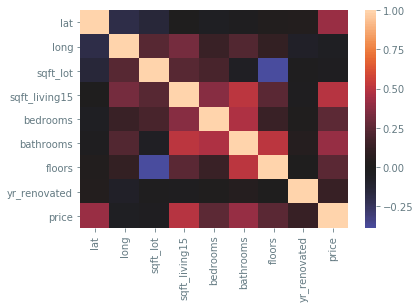 lat
long
sqft_lot
sqft_living15
bedrooms
bathrooms
floors
yr_renovated
price
lat
long
sqft_lot
sqft_living15
bedrooms
bathrooms
floors
yr_renovated
price
1.00
0.75
0.50
0.25
0.00
−0.25